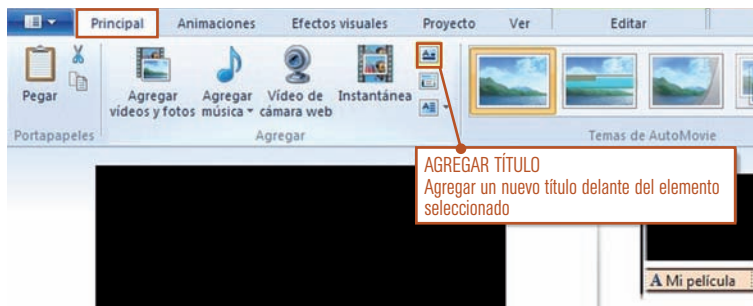 Principal Animaciones Efectos visuales Proyecto Ver Editar
Pegar
Agregar vídeos y fotos
Agregar música
Vídeo de cámara web
Instantánea
Portapapeles
Agregar
Temas de AutoMovie
AGREGAR TÍTULO
Agregar un nuevo título delante del elemento
seleccionado
A Mi película